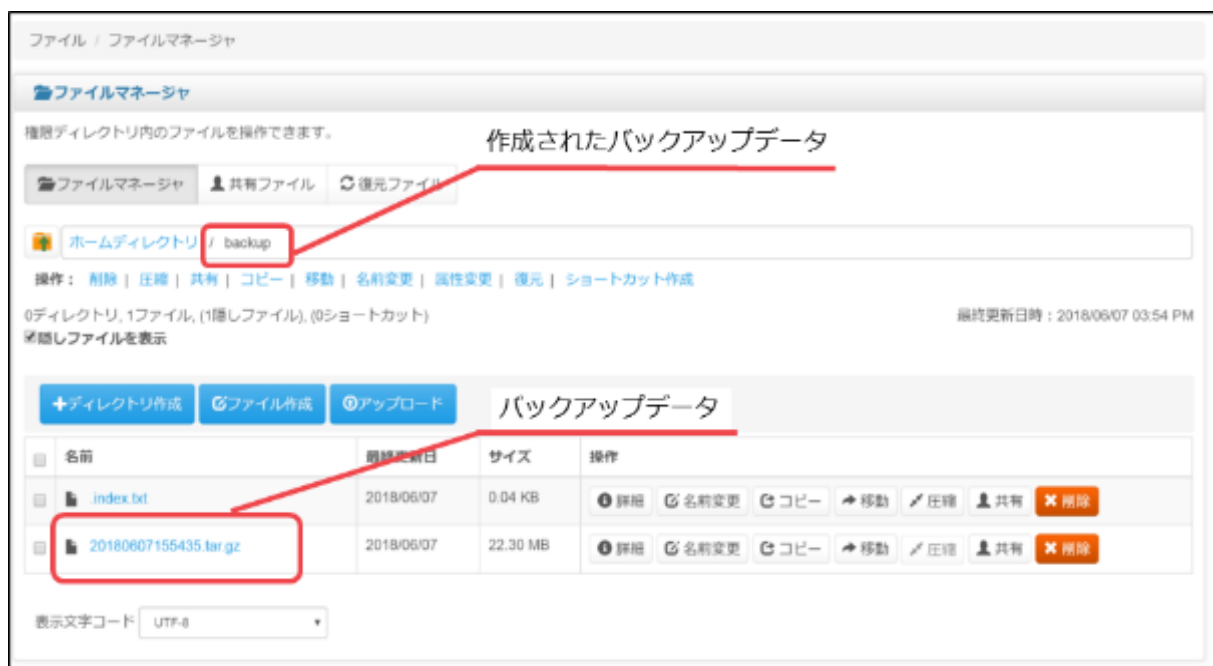 ファイル / ファイルマネージャ
ファイルマネージャ
権限ディレクトリ内のファイルを操作できます。
作成されたバックアップデータ
ファイルマネージャ 共有ファイル 復元ファイル
ホームディレクトリ / backup
操作： 削除 | 圧縮 | 共有 | コピー | 移動 | 名前変更 | 属性変更 | 復元 | ショートカット作成
0ディレクトリ, 1ファイル, (1隠しファイル), (0ショートカット) 最終更新日時：2018/06/07 03:54 PM
隠しファイルを表示
ディレクトリ作成 ファイル作成 アップロード バックアップデータ
名前 最終更新日 サイズ 操作
.index.txt 2018/06/07 0.04 KB 詳細 名前変更 コピー 移動 圧縮 共有 削除
20180607155435.tar.gz 2018/06/07 22.30 MB 詳細 名前変更 コピー 移動 圧縮 共有 削除
表示文字コード UTF-8